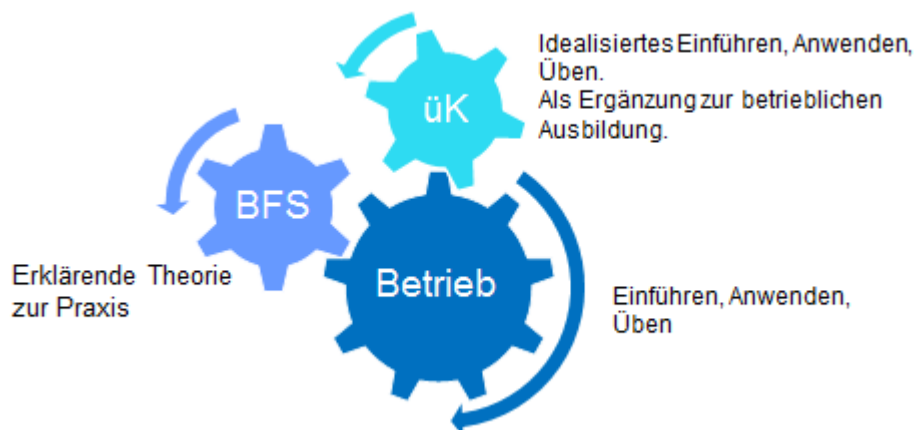 Idealisiertes Einführen, Anwenden,
Üben.
Als Ergänzung zur betrieblichen
Ausbildung.
üK
BFS
Erklärende Theorie
zur Praxis
Betrieb
Einführen, Anwenden,
Üben